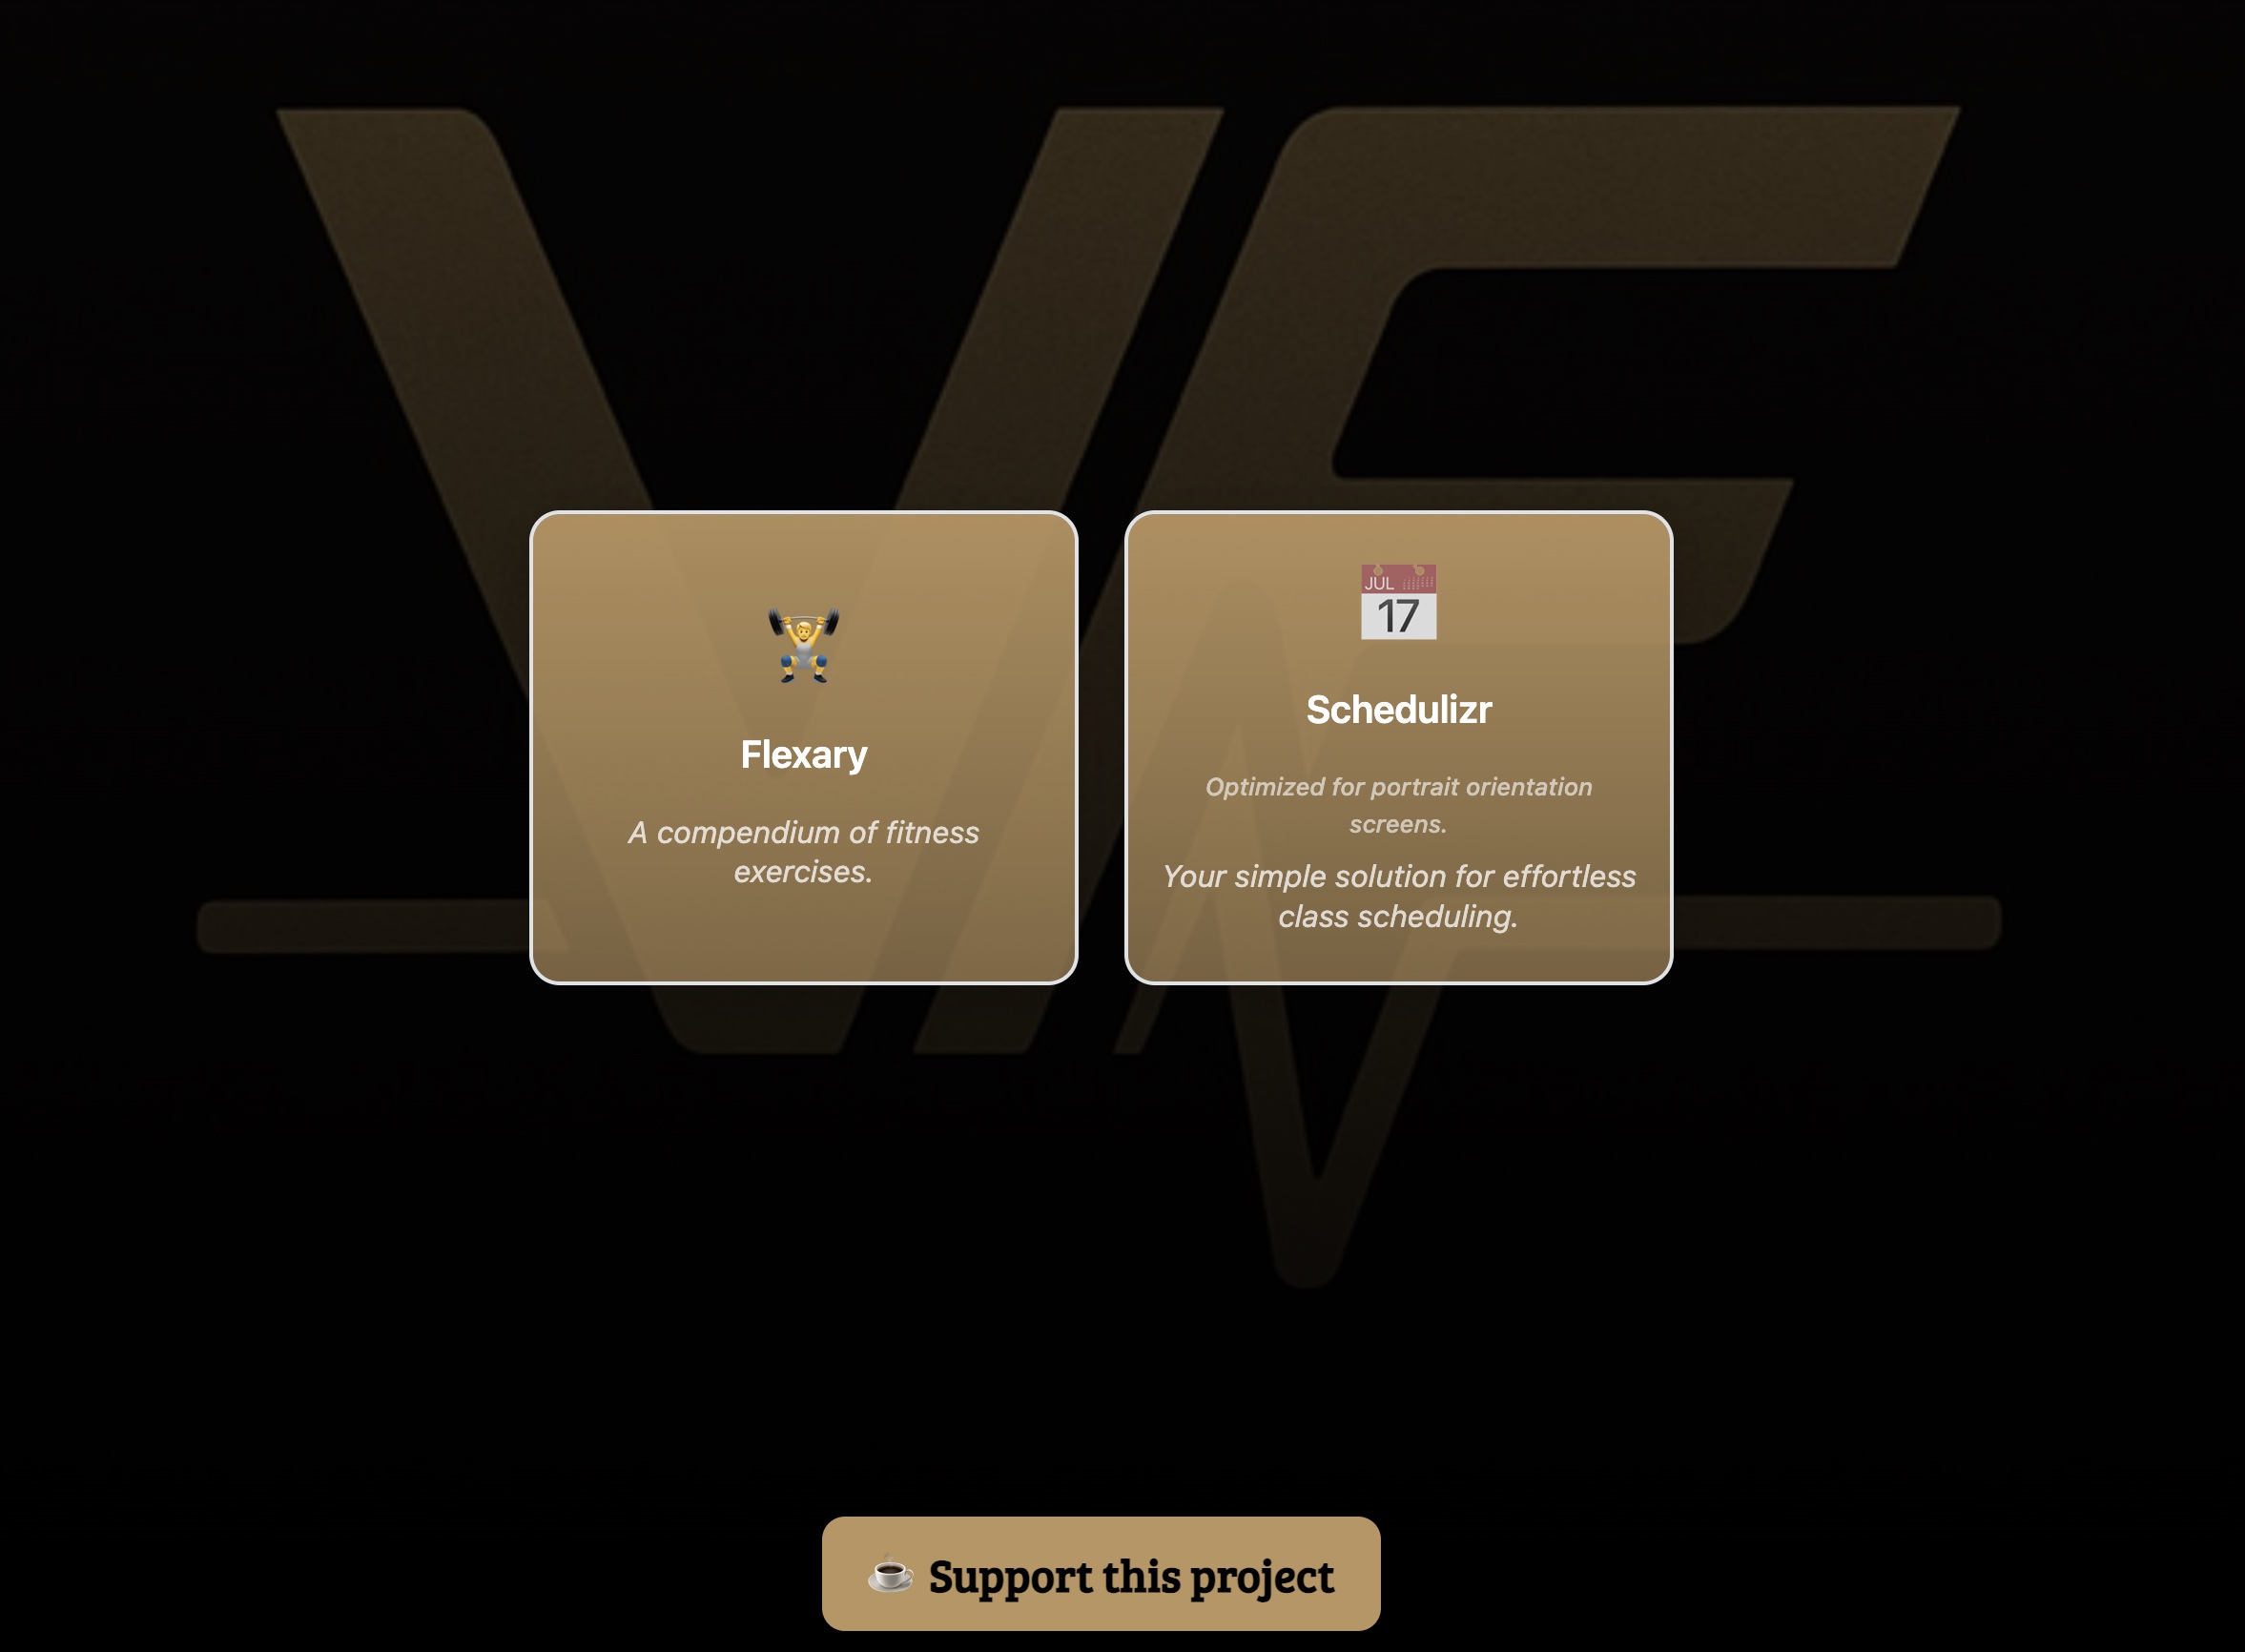 VF
Flexary
A compendium of fitness
exercises.
JUL
17
Schedulizr
Optimized for portrait orientation
screens.
Your simple solution for effortless
class scheduling.
Support this project